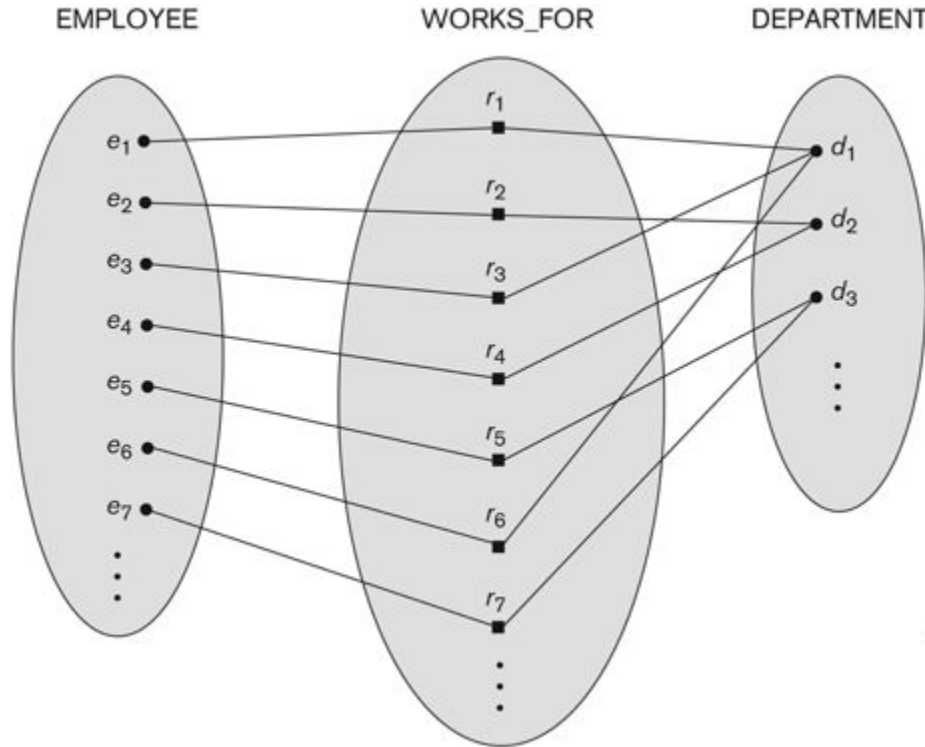 EMPLOYEE WORKS_FOR DEPARTMENT
e₁
e₂
e₃
e₄
e₅
e₆
e₇
r₁
r₂
r₃
r₄
r₅
r₆
r₇
d₁
d₂
d₃